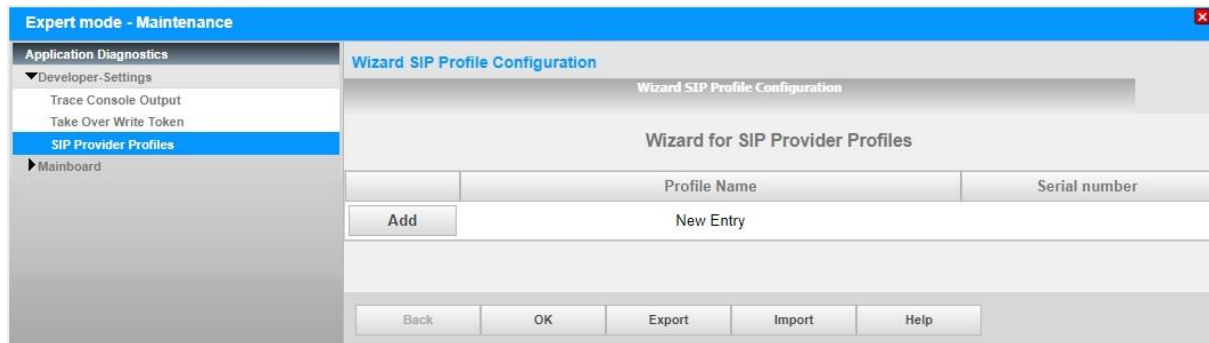 Expert mode - Maintenance
Application Diagnostics
Developer-Settings
Trace Console Output
Take Over Write Token
SIP Provider Profiles
Mainboard
Wizard SIP Profile Configuration
Wizard SIP Profile Configuration
Wizard for SIP Provider Profiles
Profile Name Serial number
Add New Entry
Back OK Export Import Help